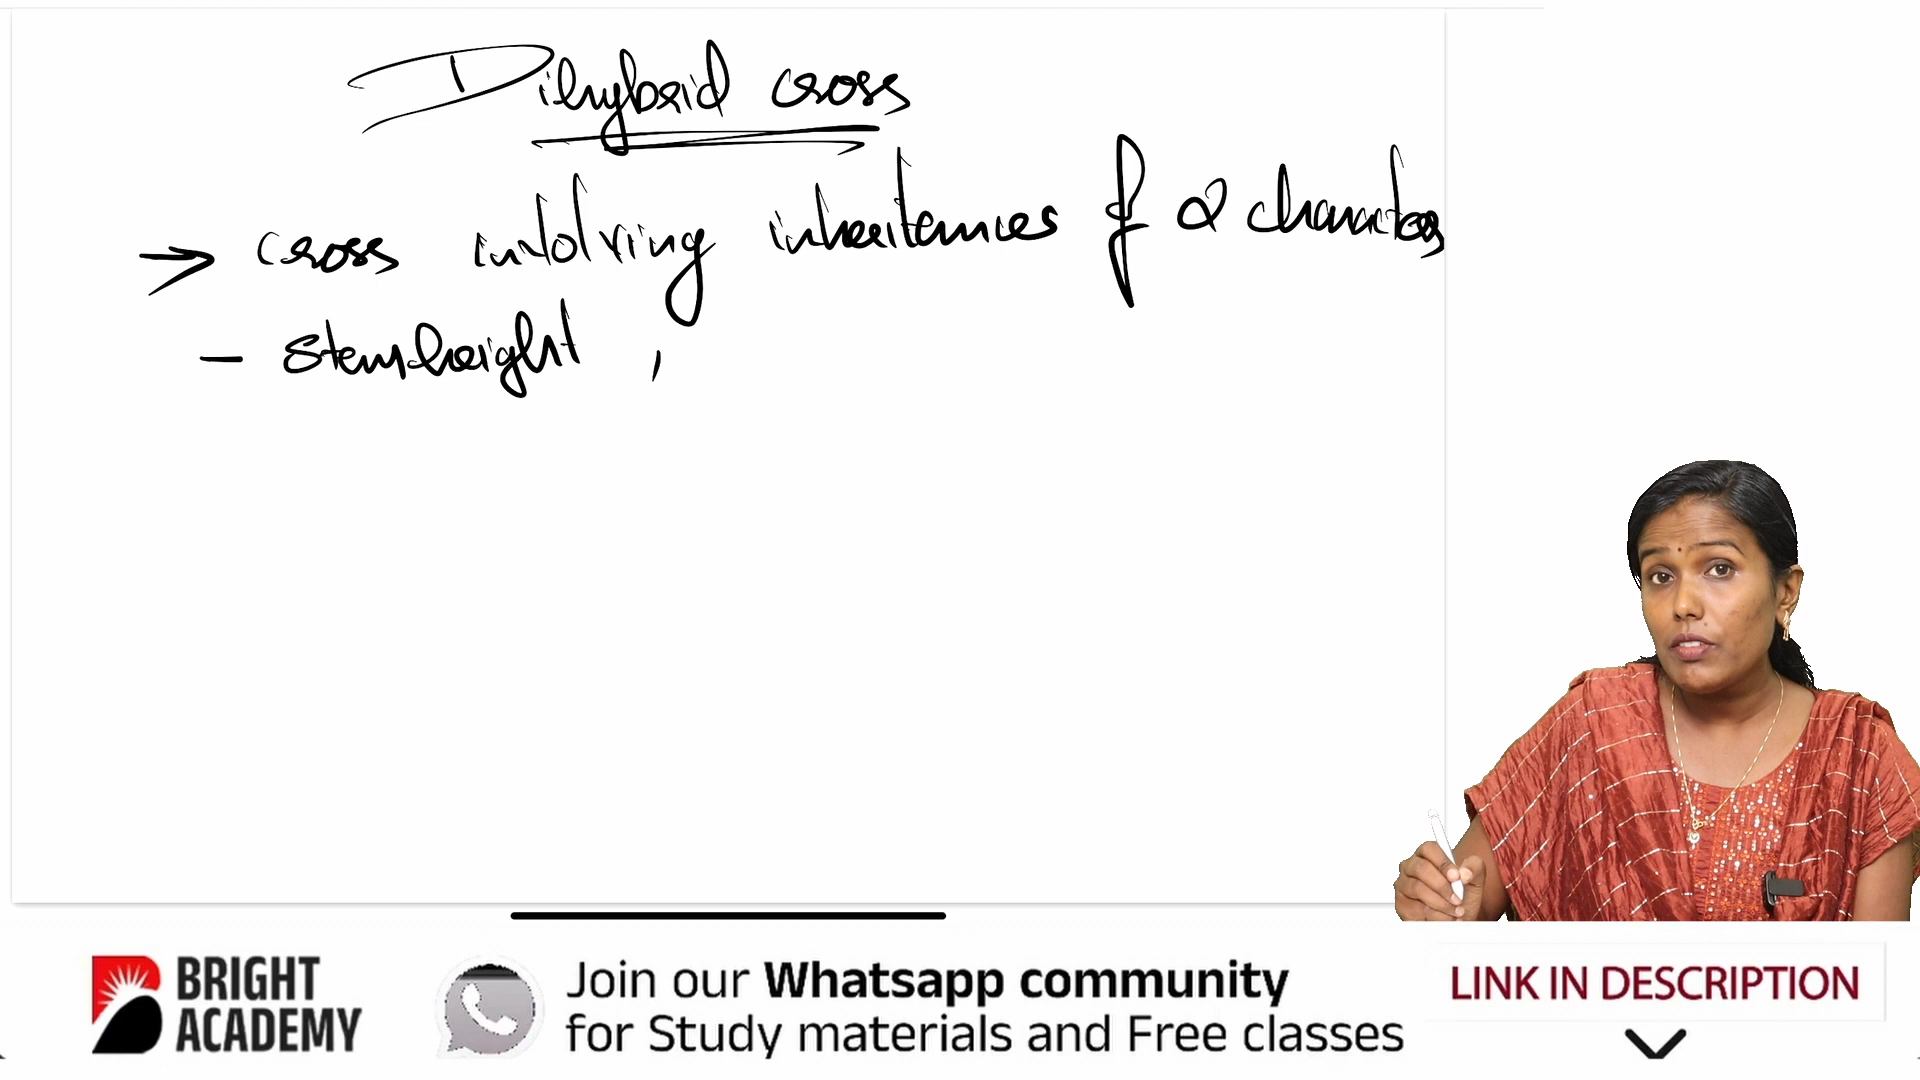 Dihybrid cross
→ cross involving inheritances of 2 characters
- stem height ,
BRIGHT
ACADEMY
Join our Whatsapp community
for Study materials and Free classes
LINK IN DESCRIPTION